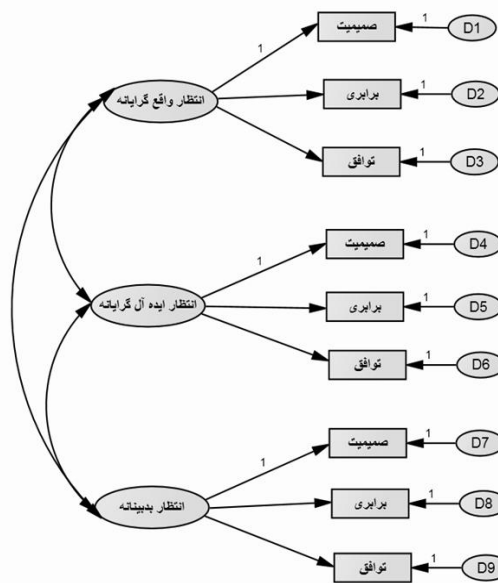 صمیمیت
1
1
D1
انتظار واقع گرایانه
برابری
1
D2
توافق
1
D3
صمیمیت
1
1
D4
انتظار ایده آل گرایانه
برابری
1
D5
توافق
1
D6
صمیمیت
1
1
D7
انتظار بدبینانه
برابری
1
D8
توافق
1
D9